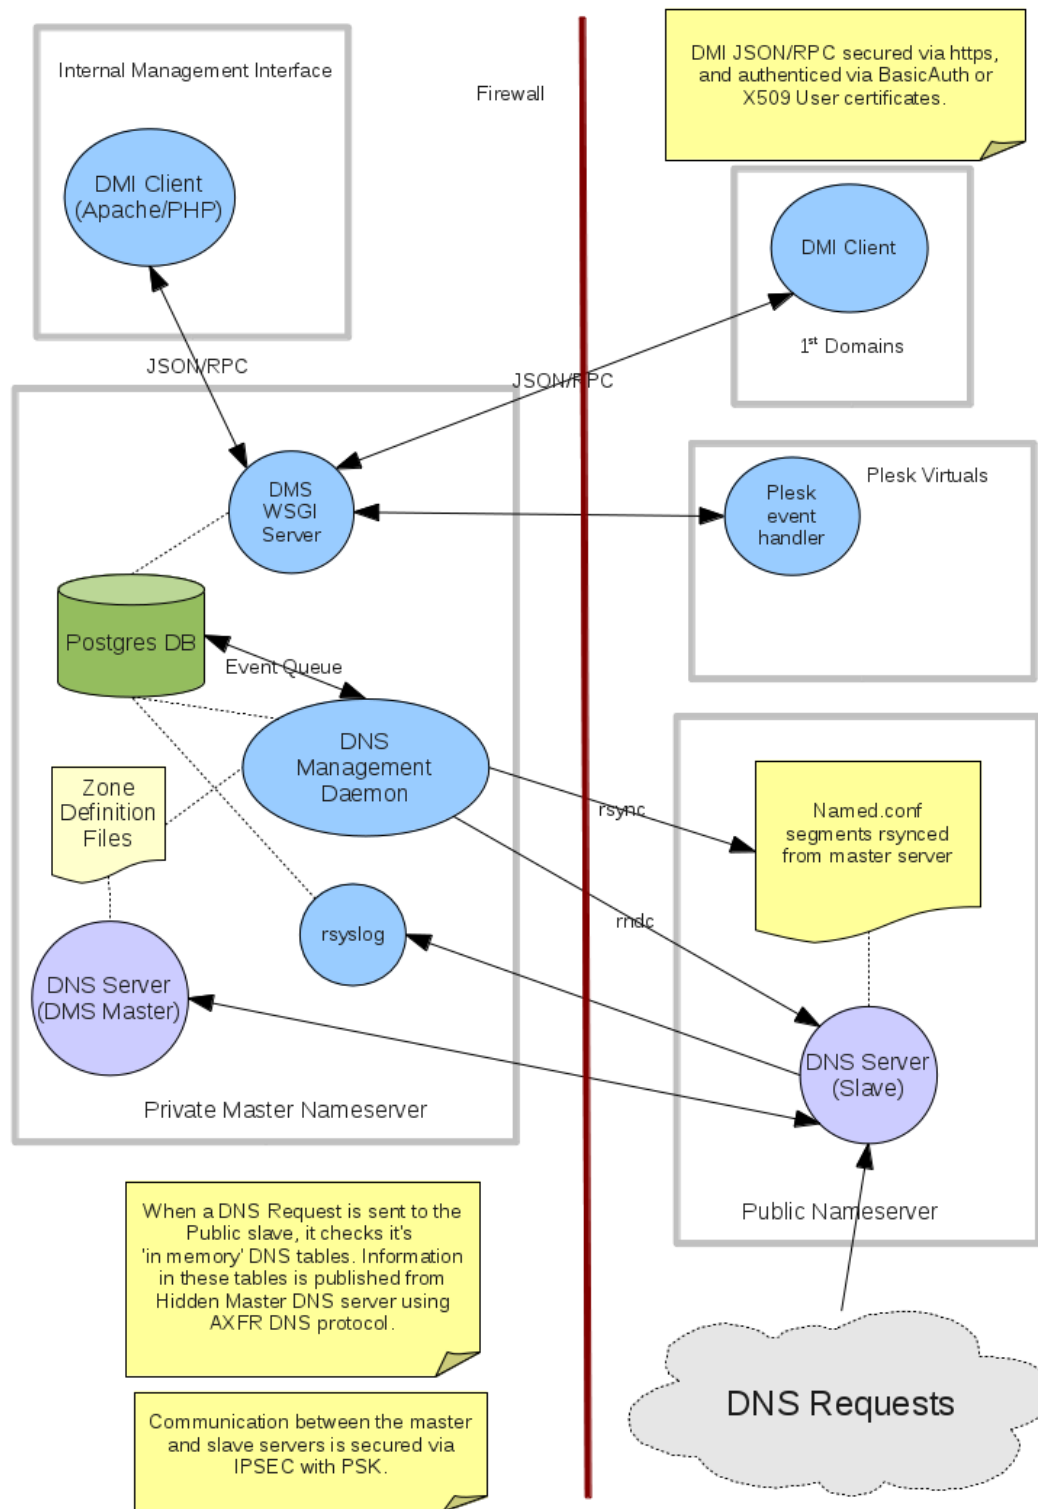 Internal Management Interface
DMI Client
(Apache/PHP)
Firewall
DMI JSON/RPC secured via https,
and authenticed via BasicAuth or
X509 User certificates.
DMI Client
1st Domains
JSON/RPC
JSON/RPC
DMS
WSGI
Server
Plesk
event
handler
Plesk Virtuals
Postgres DB
Event Queue
DNS
Management
Daemon
Zone
Definition
Files
rsync
Named.conf
segments rsynced
from master server
rndc
rsyslog
DNS Server
(DMS Master)
DNS Server
(Slave)
Private Master Nameserver
Public Nameserver
When a DNS Request is sent to the
Public slave, it checks it's
'in memory' DNS tables. Information
in these tables is published from
Hidden Master DNS server using
AXFR DNS protocol.
DNS Requests
Communication between the master
and slave servers is secured via
IPSEC with PSK.